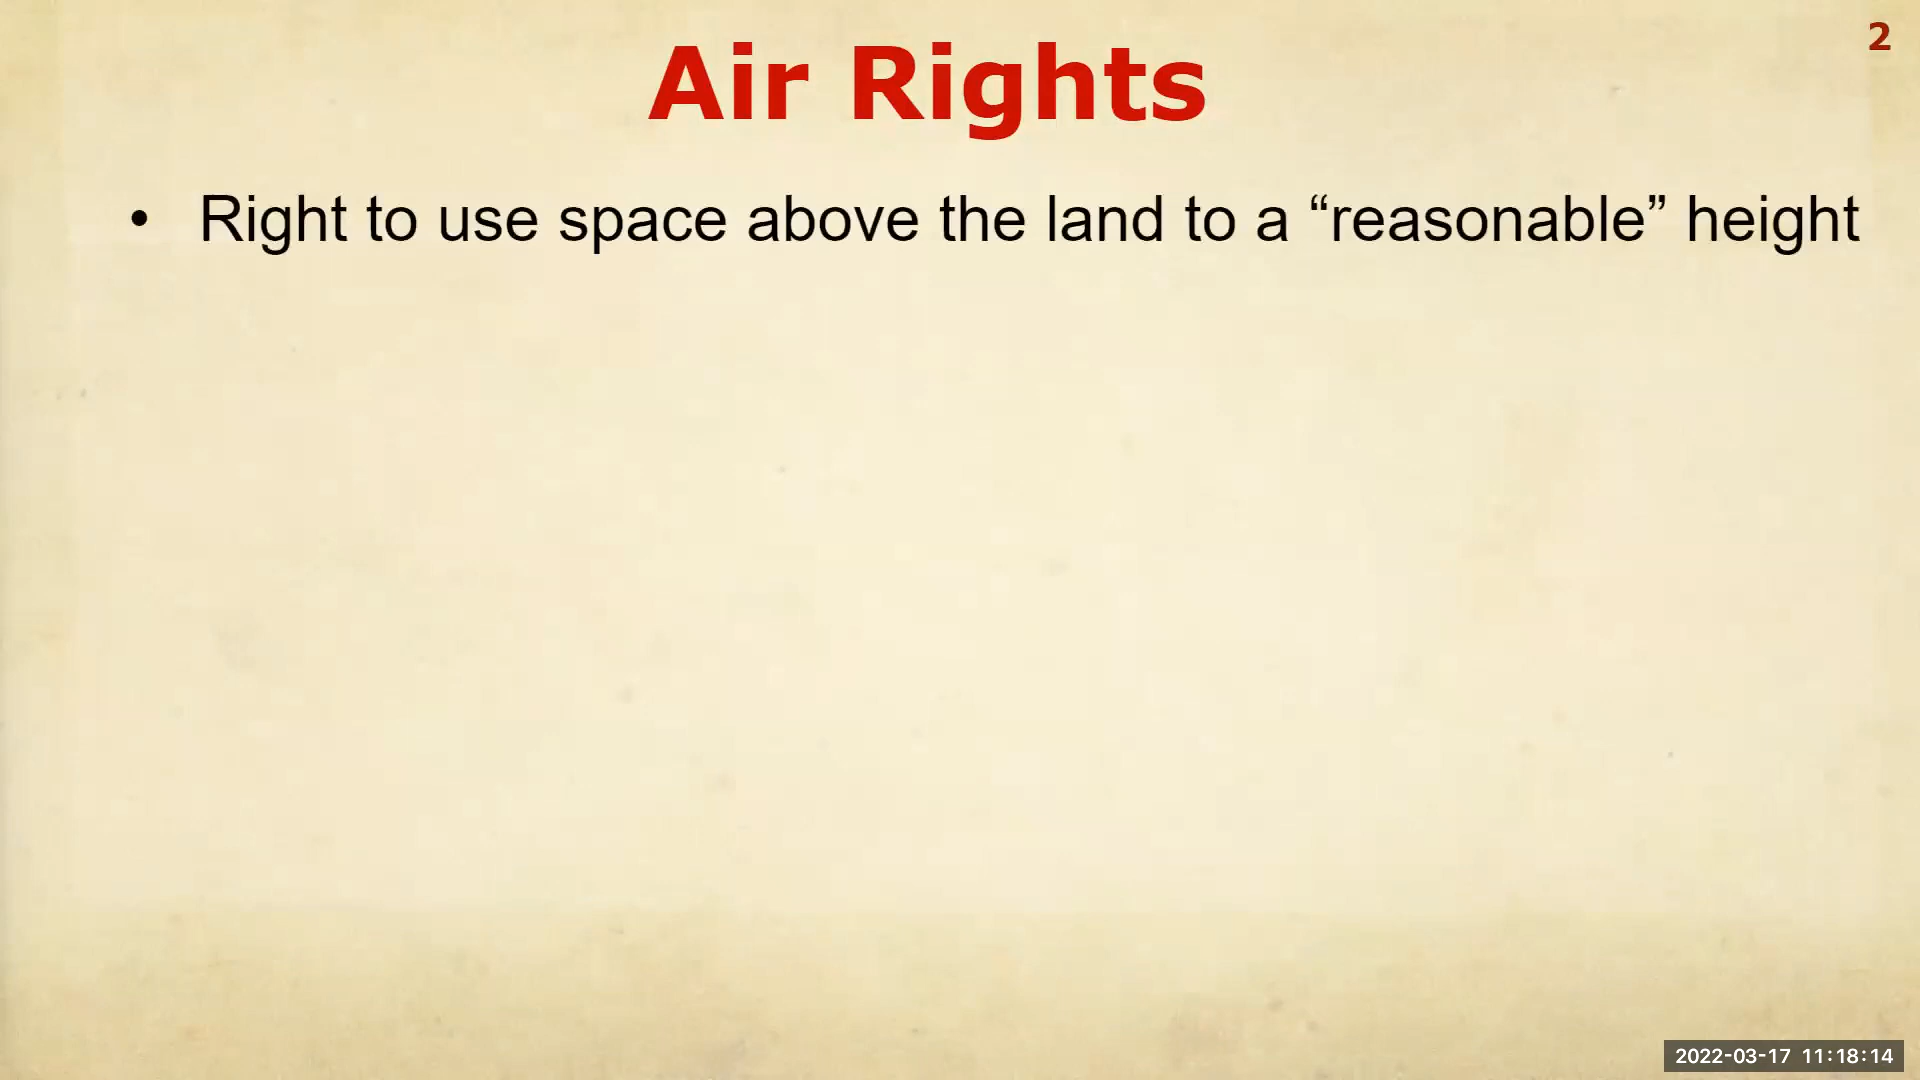 2
Air Rights
• Right to use space above the land to a “reasonable” height
2022-03-17 11:18:14